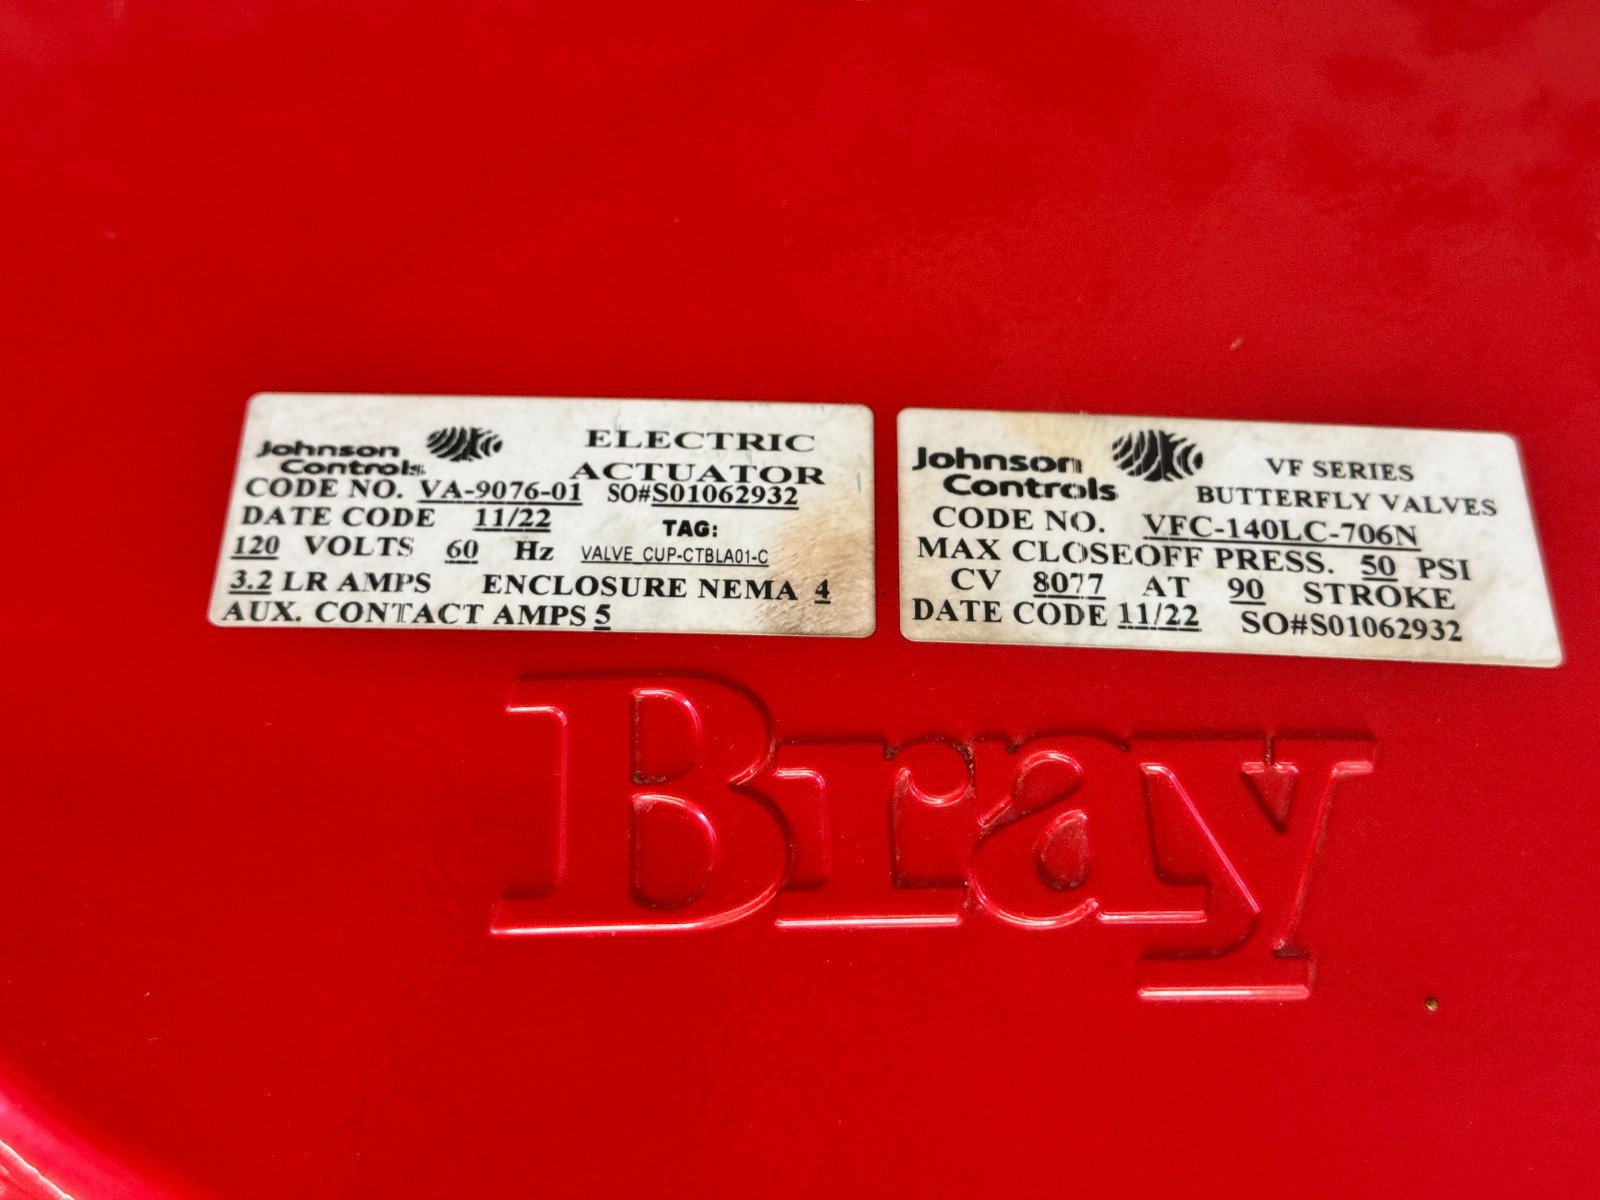 Johnson Controls
ELECTRIC
ACTUATOR
CODE NO. VA-9076-01 SO#S01062932
DATE CODE 11/22 TAG:
120 VOLTS 60 Hz VALVE_CUP-CTBLA01-C
3.2 LR AMPS ENCLOSURE NEMA 4
AUX. CONTACT AMPS 5
Johnson Controls
VF SERIES
BUTTERFLY VALVES
CODE NO. VFC-140LC-706N
MAX CLOSEOFF PRESS. 50 PSI
CV 8077 AT 90 STROKE
DATE CODE 11/22 SO#S01062932
Bray